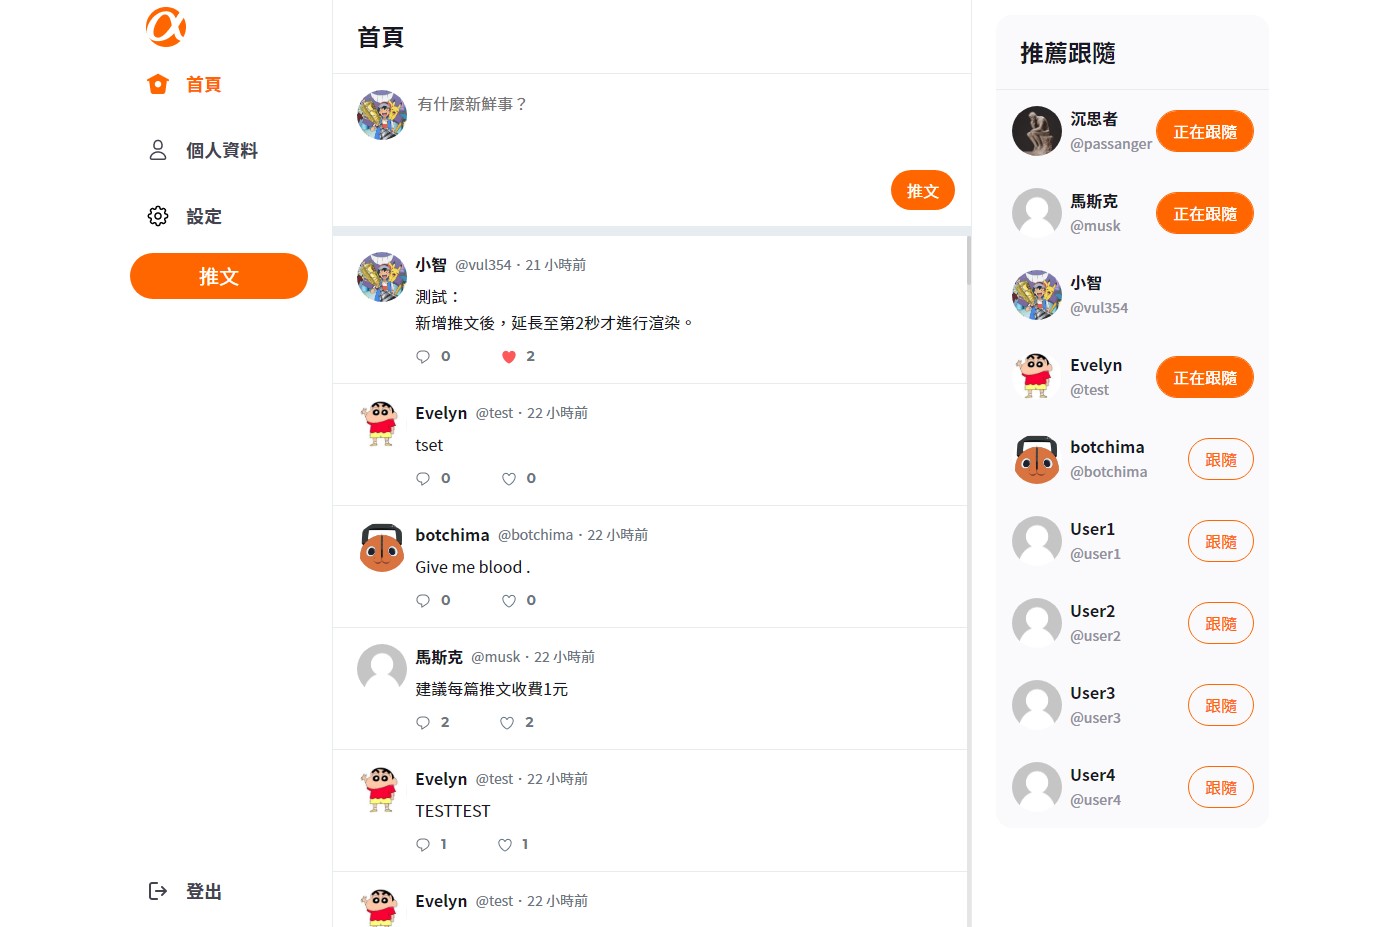 首頁
個人資料
設定
推文
登出
首頁
有什麼新鮮事？
推文
小智 @vul354・21 小時前
測試：
新增推文後，延長至第2秒才進行渲染。
0 2
Evelyn @test・22 小時前
tset
0 0
botchima @botchima・22 小時前
Give me blood .
0 0
馬斯克 @musk・22 小時前
建議每篇推文收費1元
2 2
Evelyn @test・22 小時前
TESTTEST
1 1
Evelyn @test・22 小時前
推薦跟隨
沉思者
@passanger
正在跟隨
馬斯克
@musk
正在跟隨
小智
@vul354
Evelyn
@test
正在跟隨
botchima
@botchima
跟隨
User1
@user1
跟隨
User2
@user2
跟隨
User3
@user3
跟隨
User4
@user4
跟隨